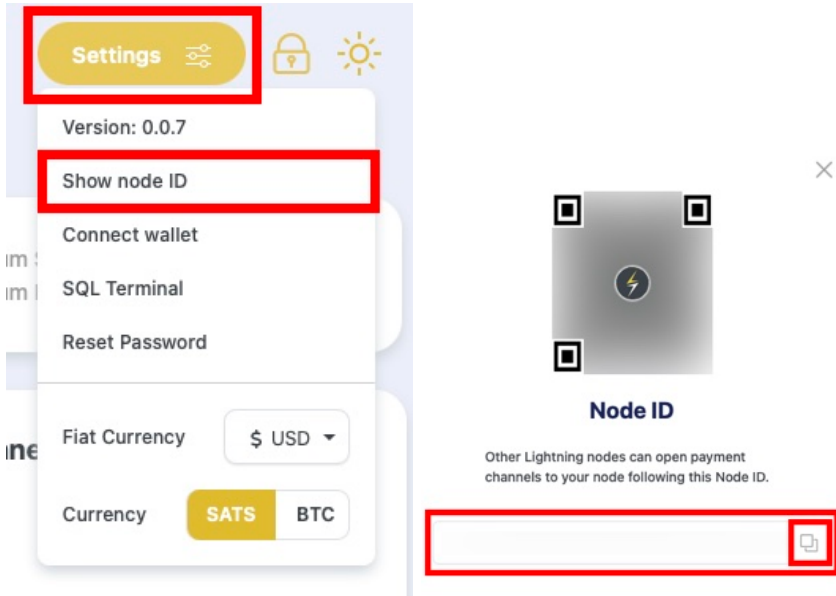 Settings
Version: 0.0.7
Show node ID
Connect wallet
SQL Terminal
Reset Password
Fiat Currency
$ USD
Currency
SATS
BTC
Node ID
Other Lightning nodes can open payment
channels to your node following this Node ID.